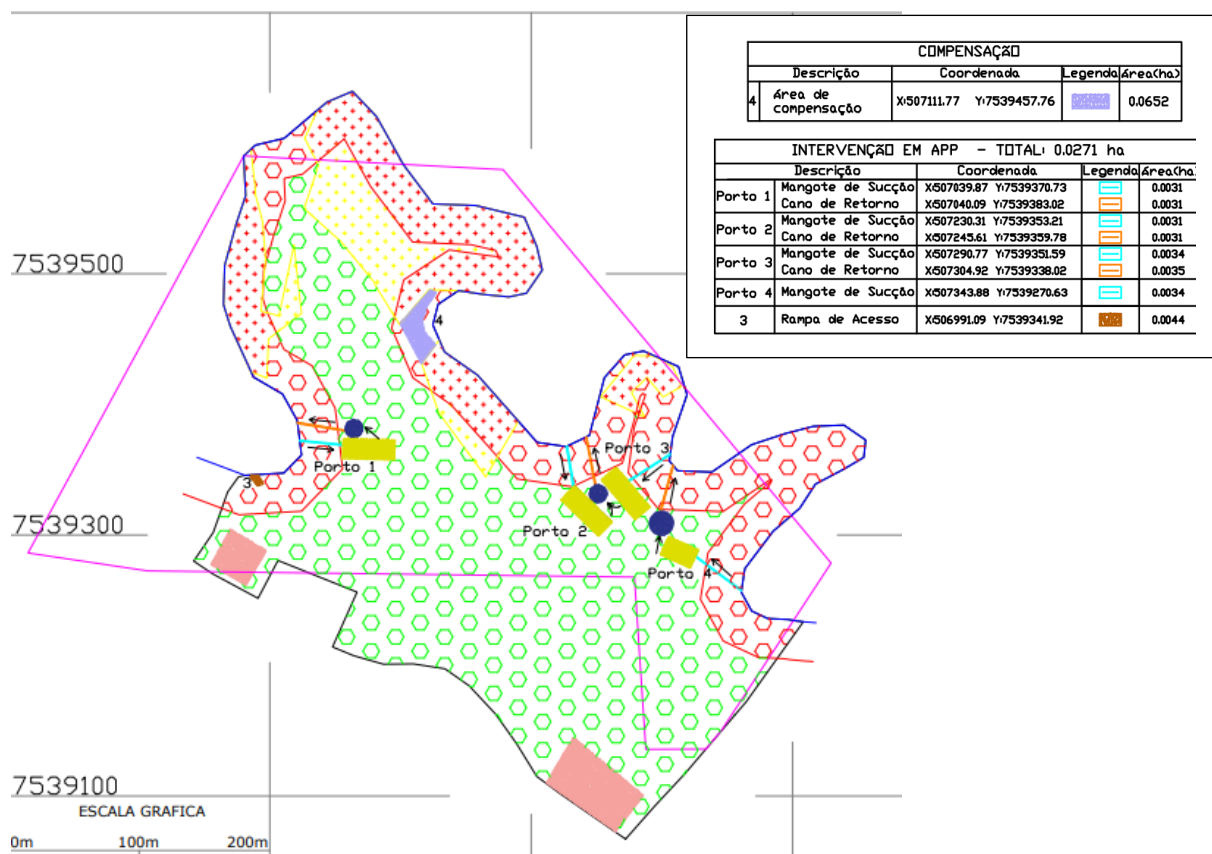 COMPENSAÇÃO
Descrição Coordenada Legenda Área(ha)
4 Área de compensação X:507111.77 Y:7539457.76 0.0652
INTERVENÇÃO EM APP - TOTAL: 0.0271 ha
Descrição Coordenada Legenda Área(ha)
Porto 1 Mangote de Sucção X:507039.87 Y:7539370.73 0.0031
Cano de Retorno X:507040.09 Y:7539383.02 0.0031
Porto 2 Mangote de Sucção X:507230.31 Y:7539353.21 0.0031
Cano de Retorno X:507245.61 Y:7539359.78 0.0031
Porto 3 Mangote de Sucção X:507290.77 Y:7539351.59 0.0034
Cano de Retorno X:507304.92 Y:7539338.02 0.0035
Porto 4 Mangote de Sucção X:507343.88 Y:7539270.63 0.0034
3 Rampa de Acesso X:506991.09 Y:7539341.92 0.0044
7539500
4
Porto 3
Porto 1
3
7539300
Porto 2
Porto 4
7539100
ESCALA GRAFICA
0m 100m 200m